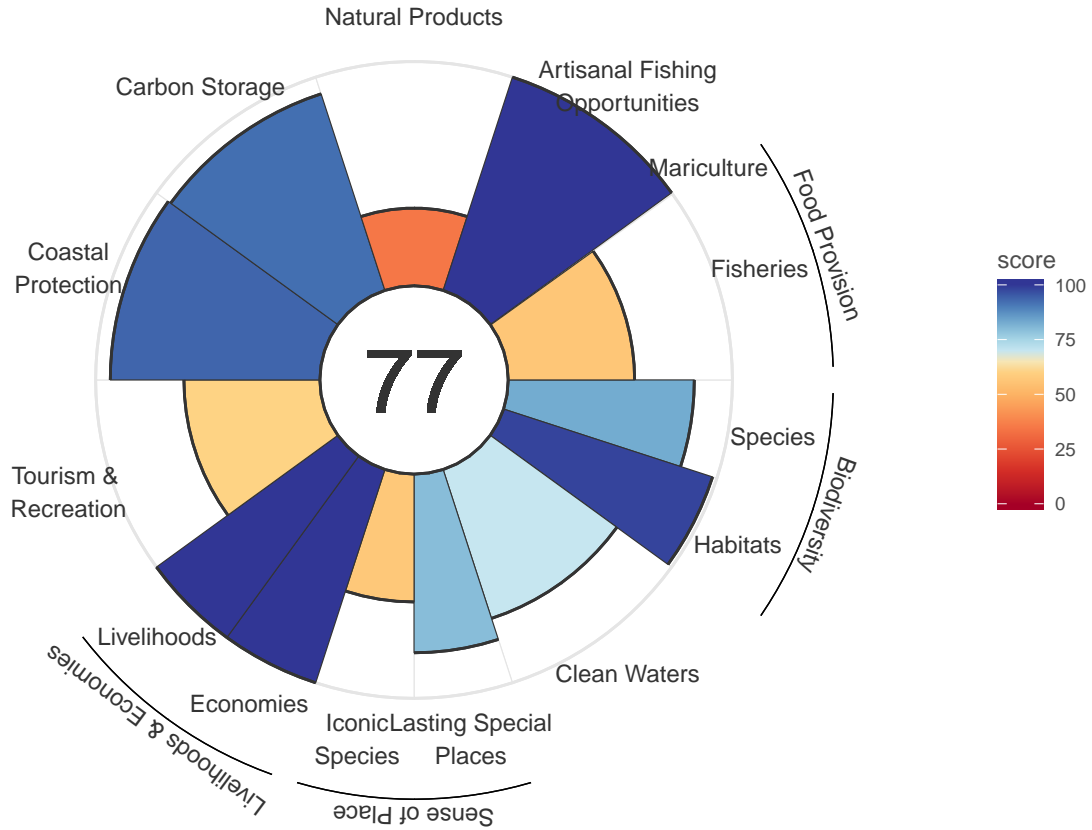 Natural Products
Artisanal Fishing
Opportunities
Carbon Storage
Mariculture
Food Provision
Fisheries
Coastal
Protection
77
score
100
75
50
25
0
Species
Biodiversity
Habitats
Tourism &
Recreation
Livelihoods
Clean Waters
Economies
Livelihoods & Economies
Iconic
Species
Lasting Special
Places
Sense of Place